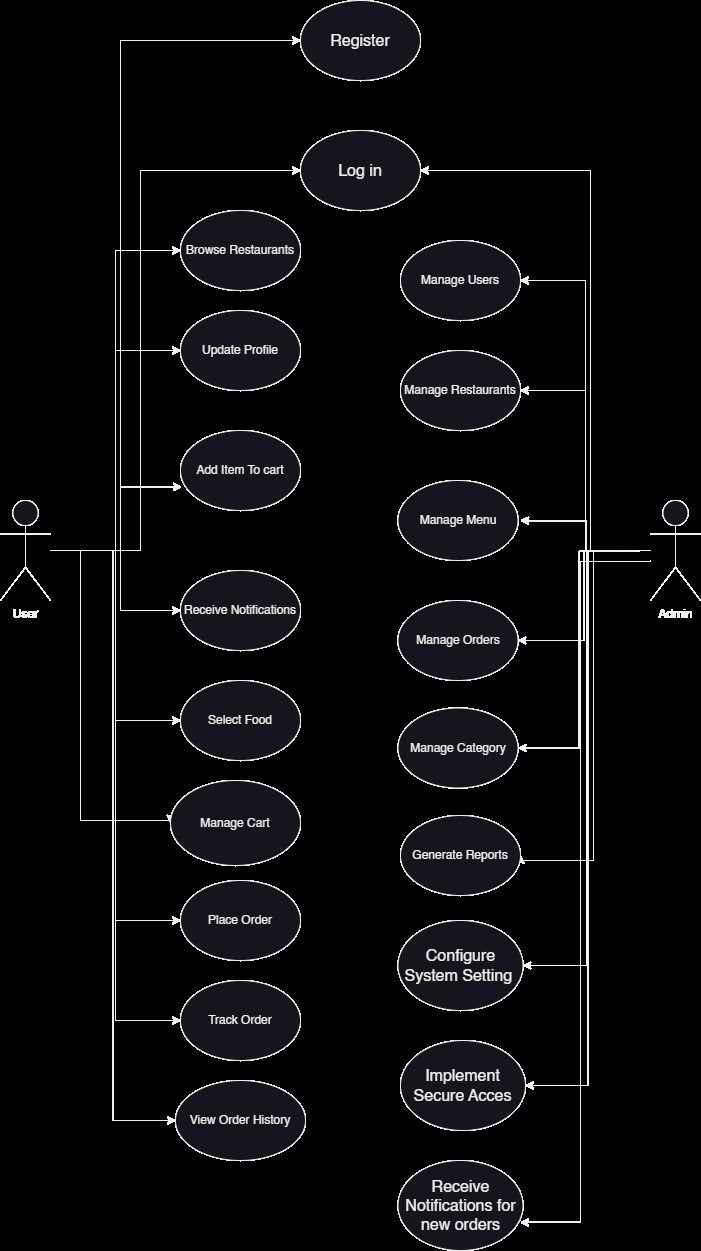 Register
Log in
Browse Restaurants
Manage Users
Update Profile
Manage Restaurants
Add Item To cart
Manage Menu
User
Admin
Receive Notifications
Manage Orders
Select Food
Manage Category
Manage Cart
Generate Reports
Place Order
Configure
System Setting
Track Order
Implement
Secure Acces
View Order History
Receive
Notifications for
new orders